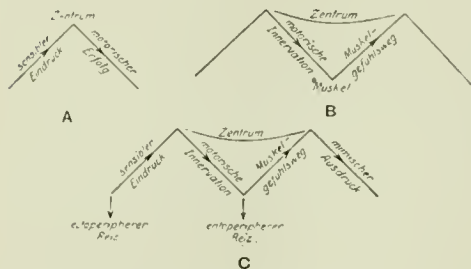 Zentrum
sensibler
Eindruck
motorischer
Erfolg
A
Zentrum
motorische
Innervation
Muskel
Muskel-
gefühlsweg
B
Zentrum
sensibler
Eindruck
motorische
Innervation
Muskel-
gefühlsweg
mimischer
Ausdruck
ectoperipherer
Reiz
entoperipherer
Reiz.
C